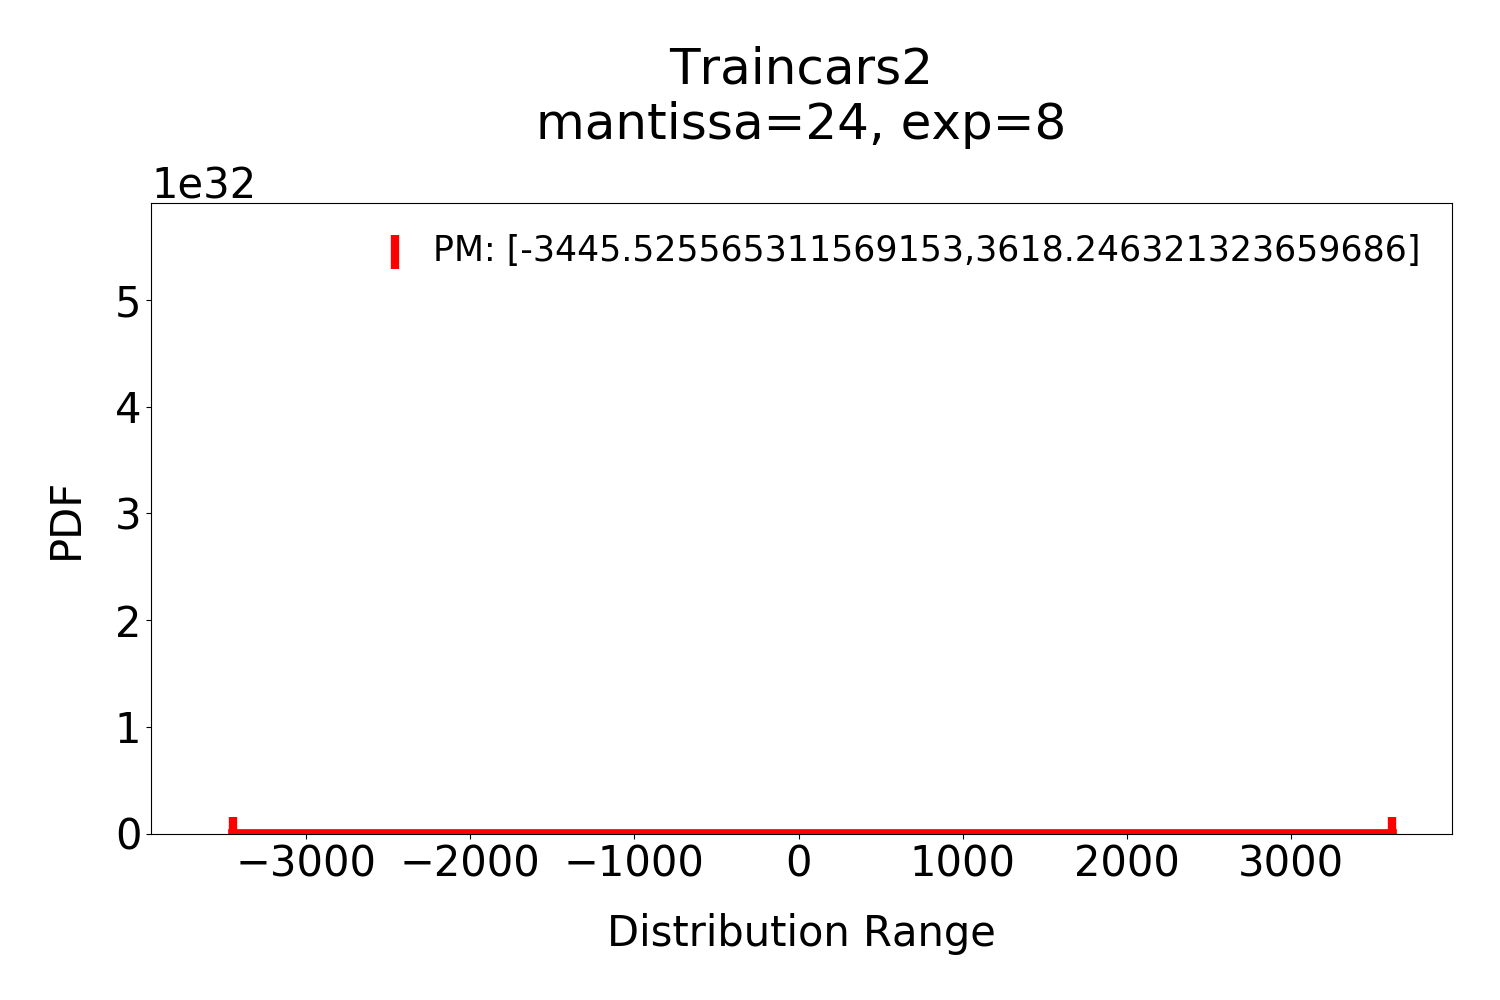 Traincars2
mantissa=24, exp=8
1e32
PM: [-3445.525565311569153,3618.246321323659686]
5
4
3
2
1
0
PDF
−3000 −2000 −1000 0 1000 2000 3000
Distribution Range